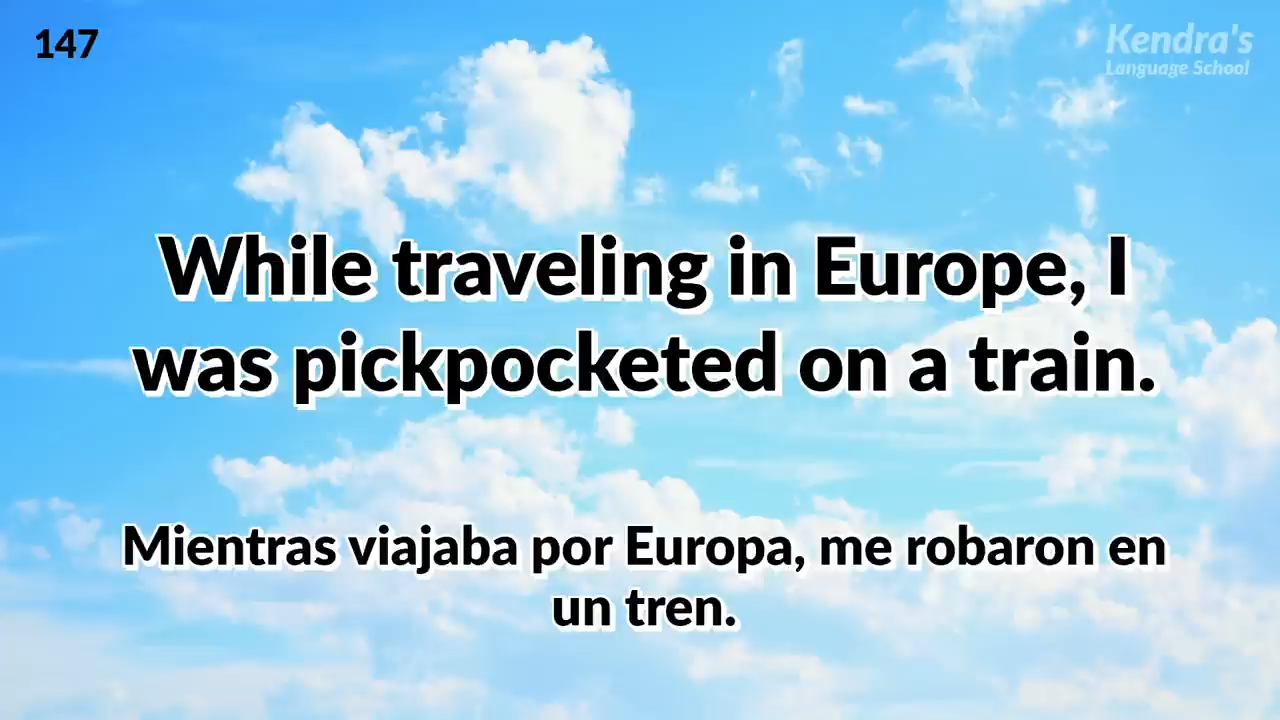 147
Kendra's
Language School
While traveling in Europe, I
was pickpocketed on a train.
Mientras viajaba por Europa, me robaron en
un tren.